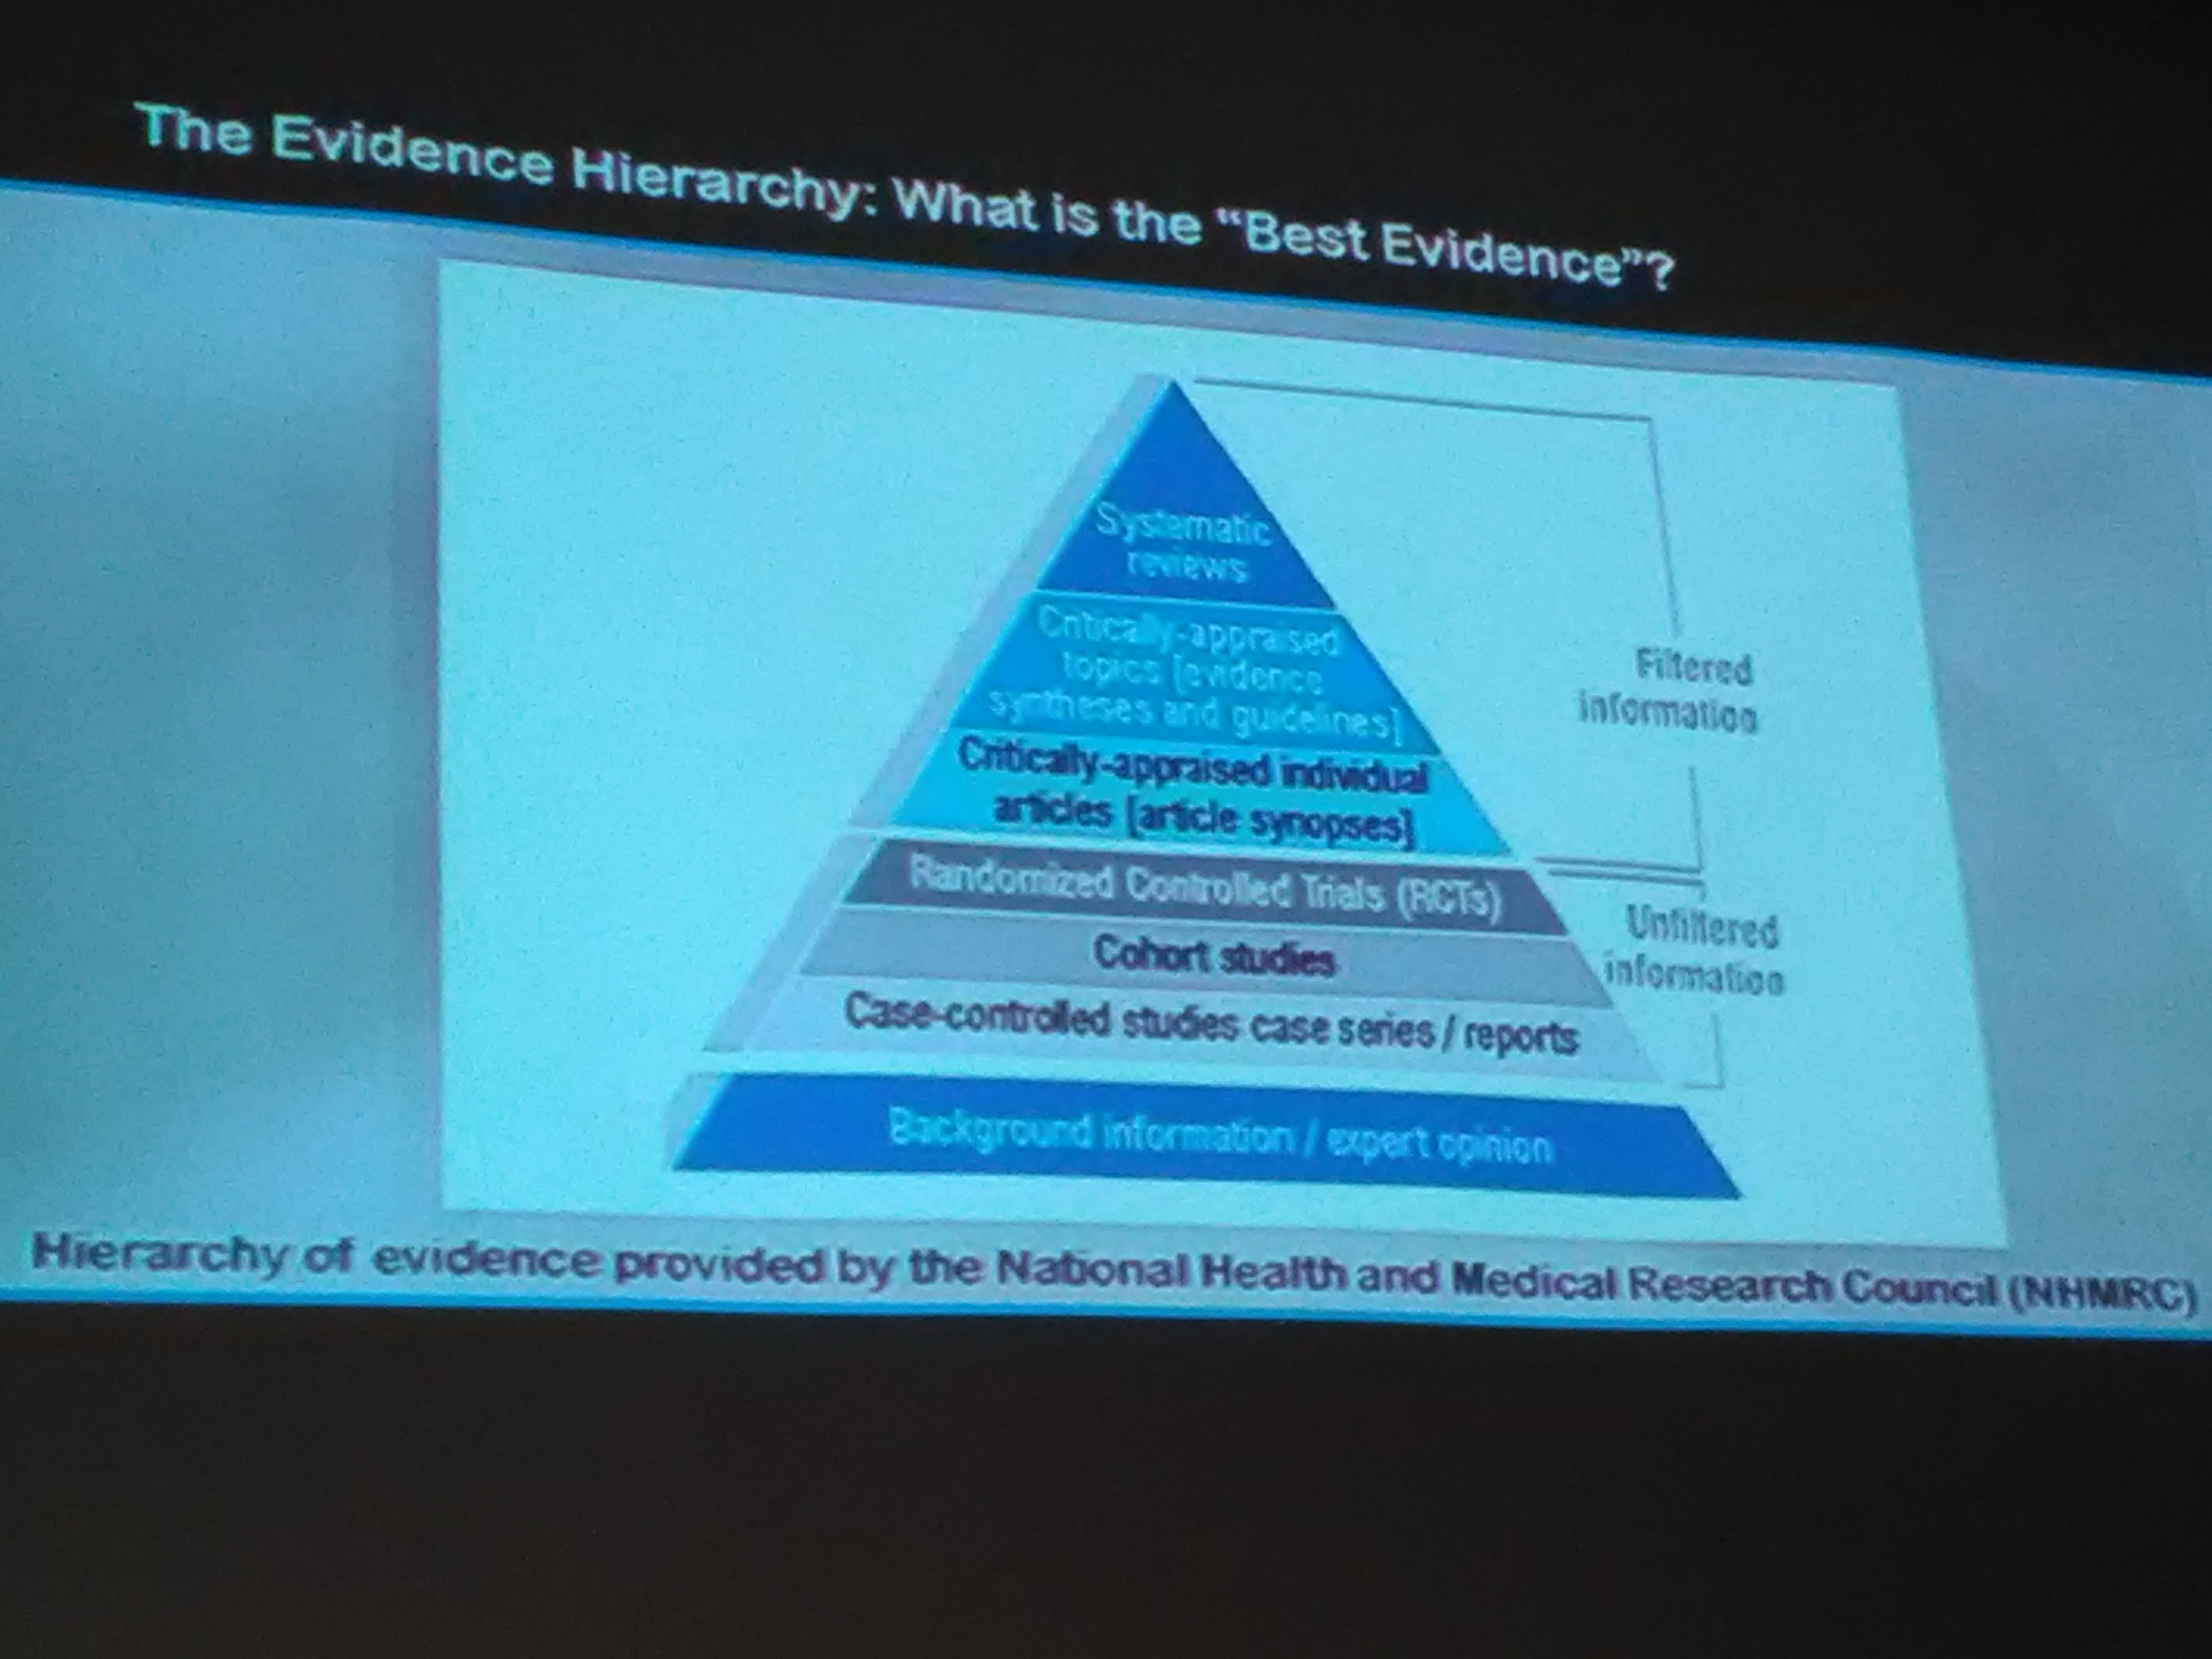 The Evidence Hierarchy: What is the “Best Evidence”?
Systematic
reviews
Critically-appraised
topics [evidence
syntheses and guidelines]
Critically-appraised individual
articles [article synopses]
Filtered
information
Randomized Controlled Trials (RCTs)
Cohort studies
Case-controlled studies case series / reports
Unfiltered
information
Background information / expert opinion
Hierarchy of evidence provided by the National Health and Medical Research Council (NHMRC)